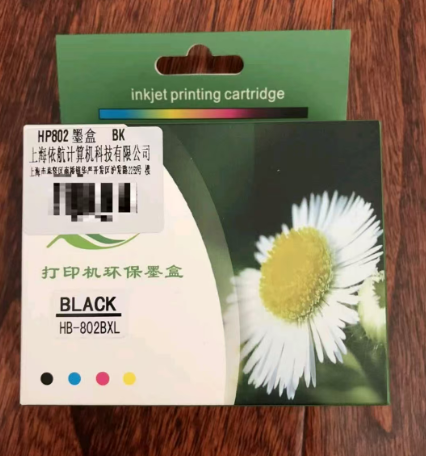 inkjet printing cartridge
HP802 墨盒 BK
上海依航计算机科技有限公司
打印机环保墨盒
BLACK
HB-802BXL